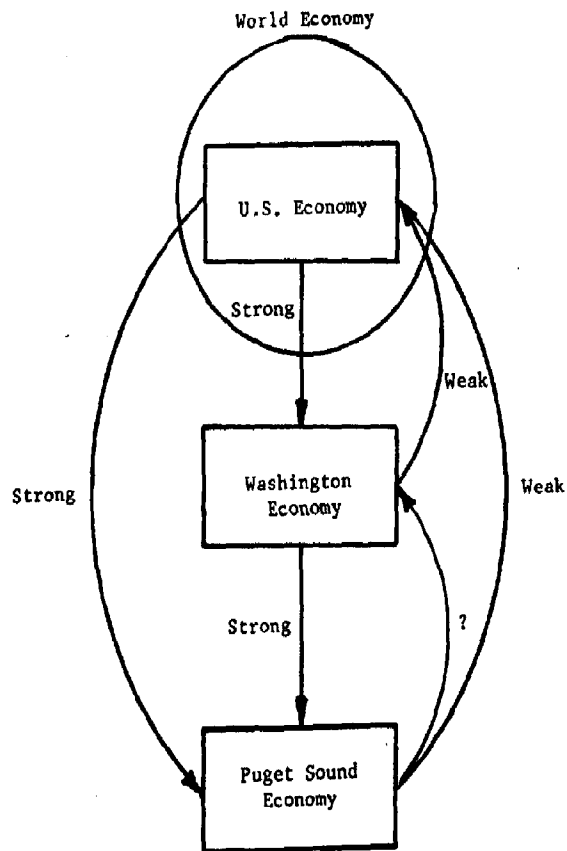 World Economy
U.S. Economy
Strong
Weak
Washington
Economy
Strong
Weak
Strong
?
Puget Sound
Economy